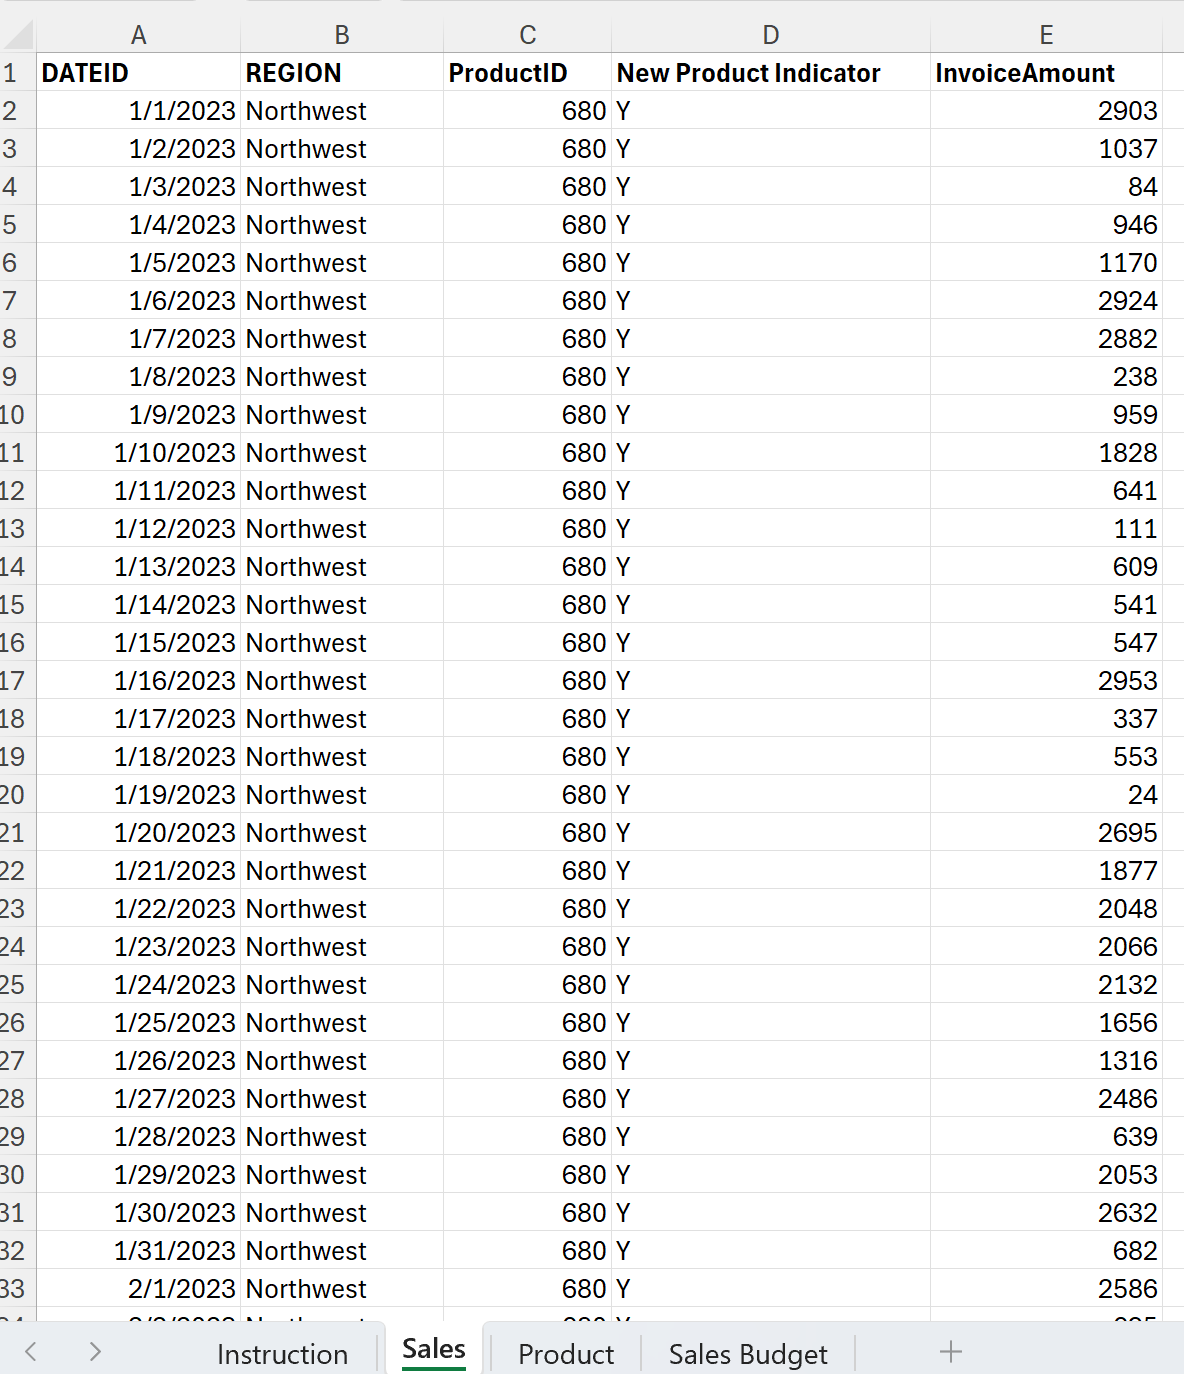 A B C D E
1 DATEID REGION ProductID New Product Indicator InvoiceAmount
2 1/1/2023 Northwest 680 Y 2903
3 1/2/2023 Northwest 680 Y 1037
4 1/3/2023 Northwest 680 Y 84
5 1/4/2023 Northwest 680 Y 946
6 1/5/2023 Northwest 680 Y 1170
7 1/6/2023 Northwest 680 Y 2924
8 1/7/2023 Northwest 680 Y 2882
9 1/8/2023 Northwest 680 Y 238
10 1/9/2023 Northwest 680 Y 959
11 1/10/2023 Northwest 680 Y 1828
12 1/11/2023 Northwest 680 Y 641
13 1/12/2023 Northwest 680 Y 111
14 1/13/2023 Northwest 680 Y 609
15 1/14/2023 Northwest 680 Y 541
16 1/15/2023 Northwest 680 Y 547
17 1/16/2023 Northwest 680 Y 2953
18 1/17/2023 Northwest 680 Y 337
19 1/18/2023 Northwest 680 Y 553
20 1/19/2023 Northwest 680 Y 24
21 1/20/2023 Northwest 680 Y 2695
22 1/21/2023 Northwest 680 Y 1877
23 1/22/2023 Northwest 680 Y 2048
24 1/23/2023 Northwest 680 Y 2066
25 1/24/2023 Northwest 680 Y 2132
26 1/25/2023 Northwest 680 Y 1656
27 1/26/2023 Northwest 680 Y 1316
28 1/27/2023 Northwest 680 Y 2486
29 1/28/2023 Northwest 680 Y 639
30 1/29/2023 Northwest 680 Y 2053
31 1/30/2023 Northwest 680 Y 2632
32 1/31/2023 Northwest 680 Y 682
33 2/1/2023 Northwest 680 Y 2586
Instruction Sales Product Sales Budget